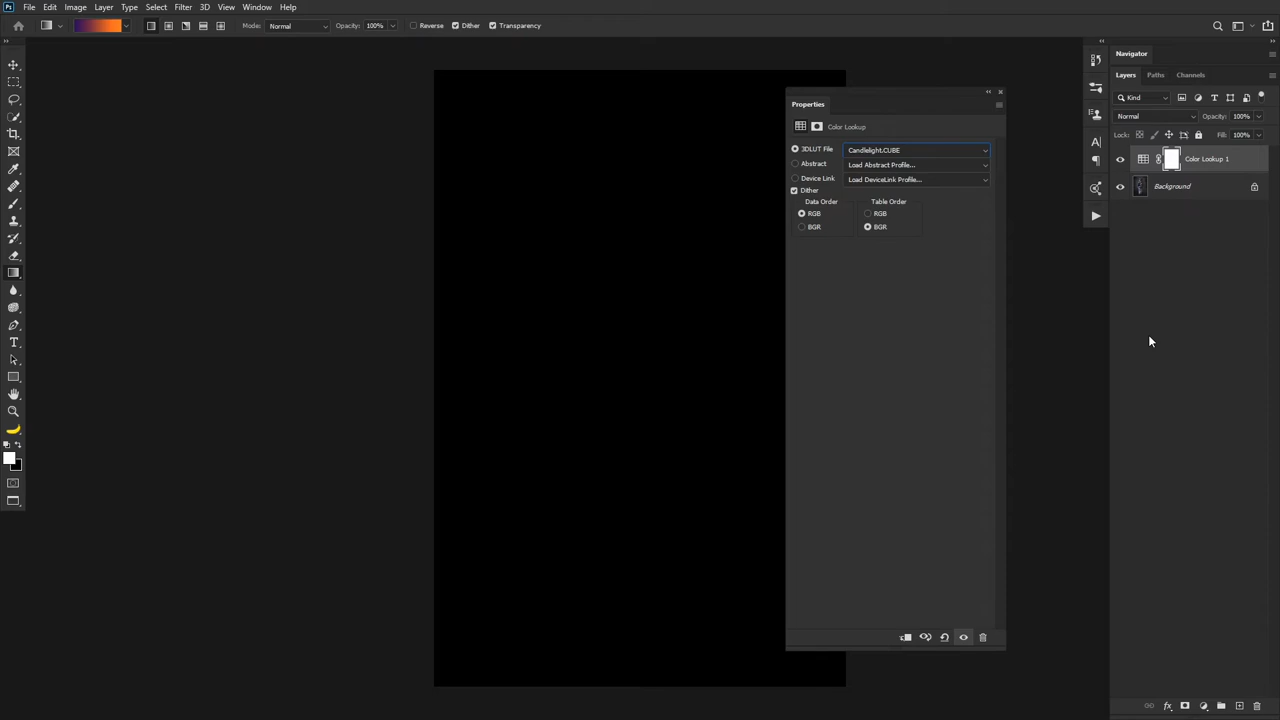 Ps File Edit Image Layer Type Select Filter 3D View Window Help
Mode: Normal Opacity: 100% Reverse Dither Transparency
Navigator
Layers Paths Channels
Kind
Normal Opacity: 100%
Lock: Fill: 100%
Color Lookup 1
Background
Properties
Color Lookup
3DLUT File Candlelight.CUBE
Abstract Load Abstract Profile...
Device Link Load DeviceLink Profile...
Dither
Data Order Table Order
RGB RGB
BGR BGR